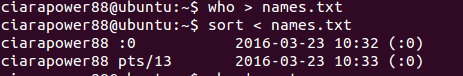 ciarapower88@ubuntu:~$ who > names.txt
ciarapower88@ubuntu:~$ sort < names.txt
ciarapower88 :0           2016-03-23 10:32 (:0)
ciarapower88 pts/13       2016-03-23 10:33 (:0)